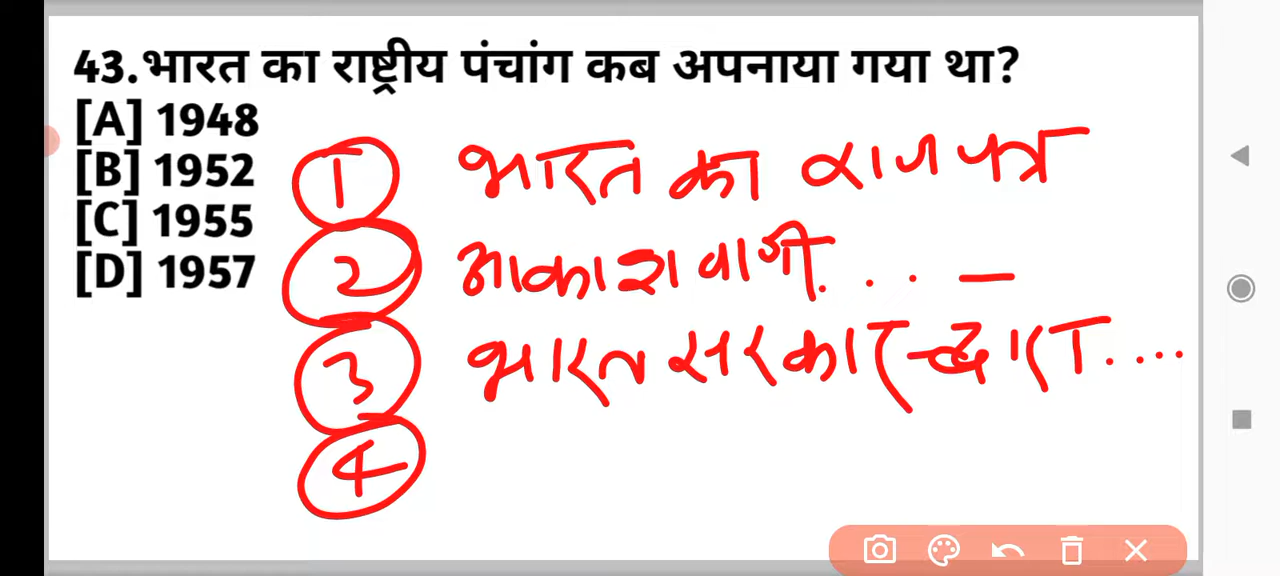 43.भारत का राष्ट्रीय पंचांग कब अपनाया गया था?
[A] 1948
[B] 1952
[C] 1955
[D] 1957
1 भारत का राजपत्र
2 आकाशवाणी. . . —
3 भारत सरकार द्वारा....
4